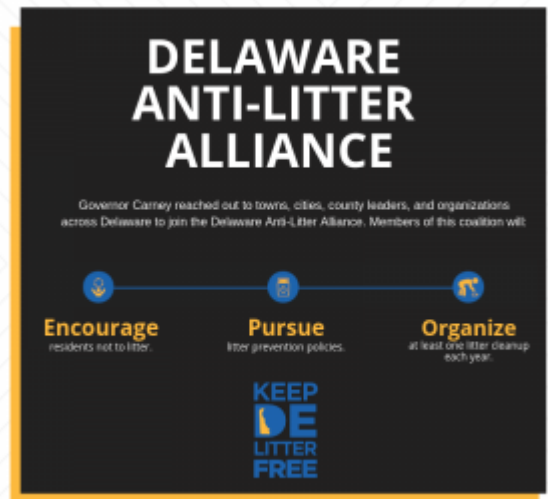 DELAWARE
ANTI-LITTER
ALLIANCE
Governor Carney reached out to towns, cities, county leaders, and organizations
across Delaware to join the Delaware Anti-Litter Alliance. Members of this coalition will:
Encourage
residents not to litter.
Pursue
litter prevention policies.
Organize
at least one litter cleanup
each year.
KEEP
DE
LITTER
FREE